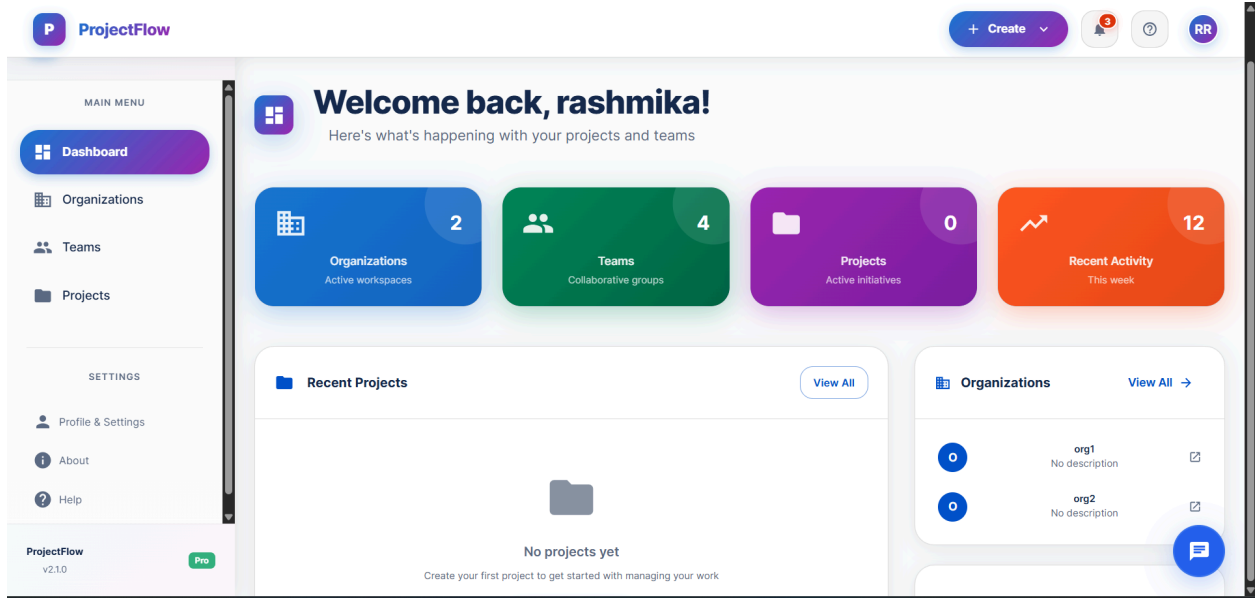 P ProjectFlow
+ Create
3
RR
MAIN MENU
Dashboard
Organizations
Teams
Projects
SETTINGS
Profile & Settings
About
Help
ProjectFlow
v2.1.0
Pro
Welcome back, rashmika!
Here's what's happening with your projects and teams
2
Organizations
Active workspaces
4
Teams
Collaborative groups
0
Projects
Active initiatives
12
Recent Activity
This week
Recent Projects
View All
No projects yet
Create your first project to get started with managing your work
Organizations
View All
O
org1
No description
O
org2
No description